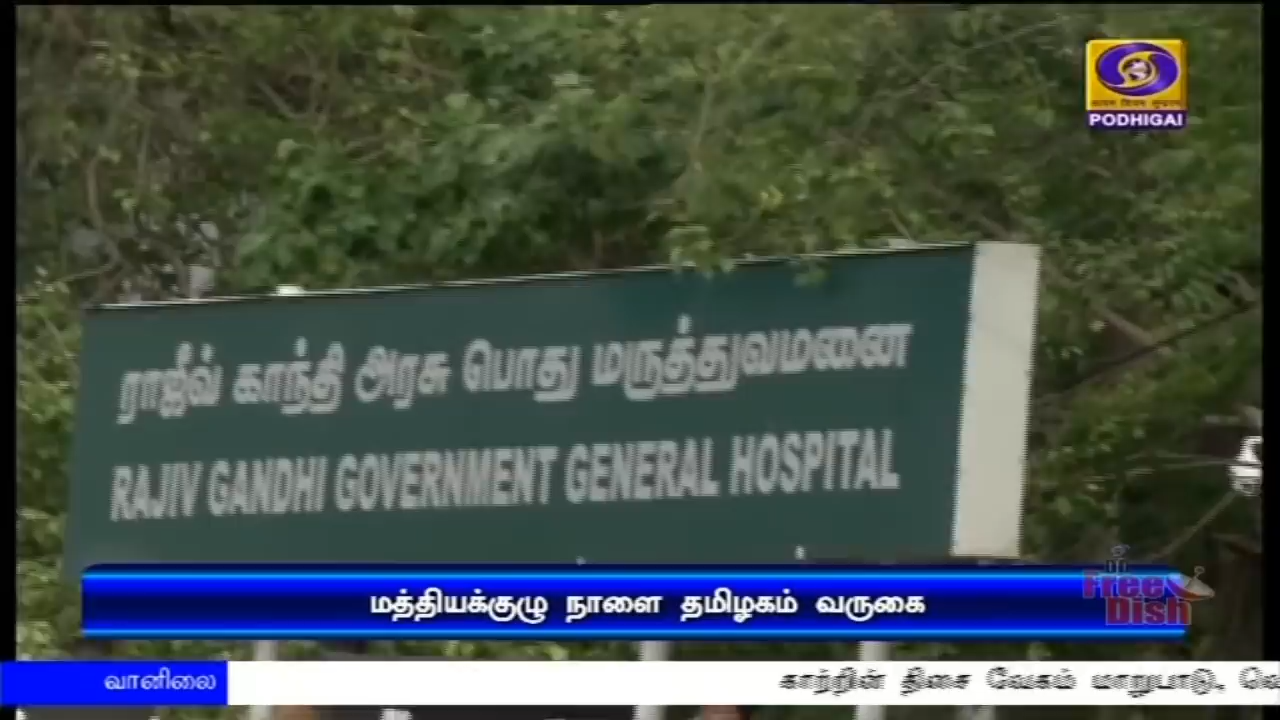 PODHIGAI
ராஜீவ் காந்தி அரசு பொது மருத்துவமனை
RAJIV GANDHI GOVERNMENT GENERAL HOSPITAL
மத்தியக்குழு நாளை தமிழகம் வருகை
Free Dish
வானிலை
காற்றின் திசை வேகம் மாறுபாடு,